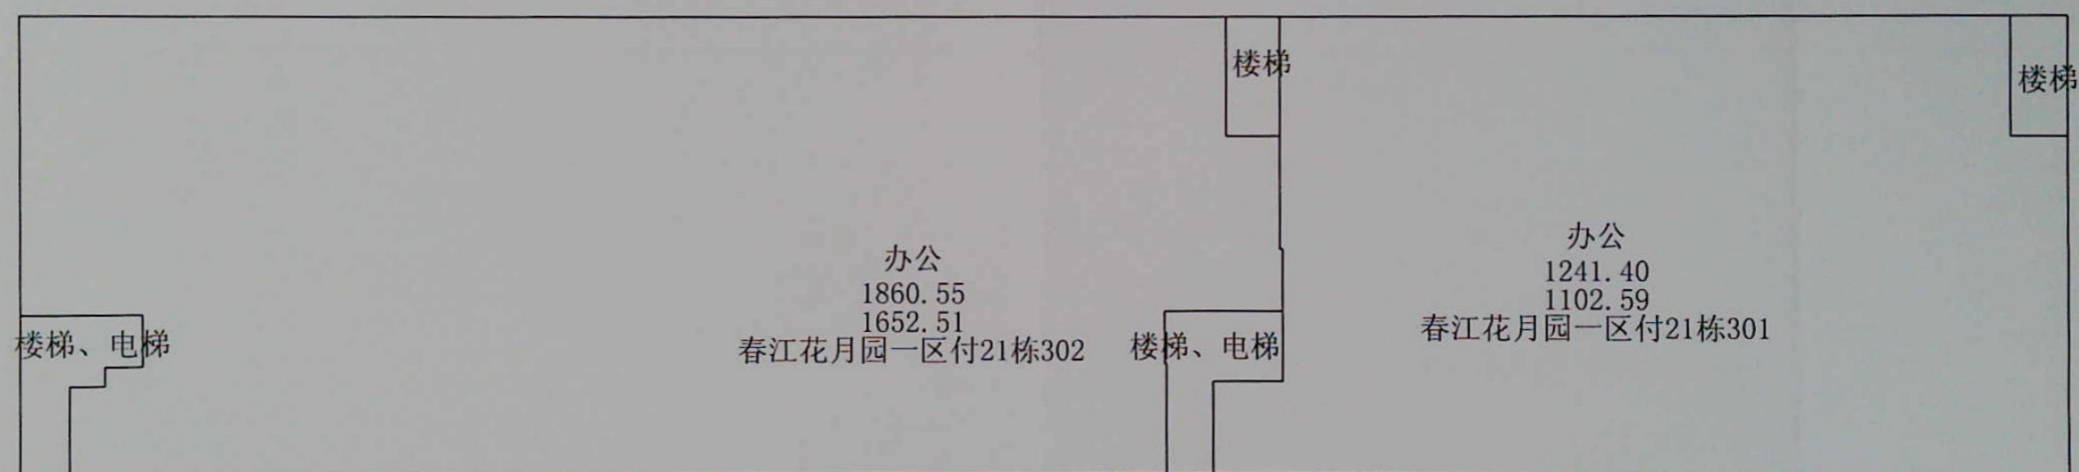 楼梯
楼梯
办公
1860.55
1652.51
春江花月园一区付21栋302
办公
1241.40
1102.59
春江花月园一区付21栋301
楼梯、电梯
楼梯、电梯